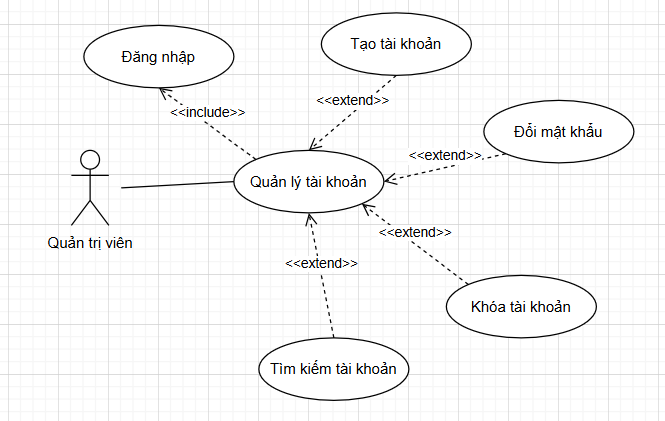 Tạo tài khoản
Đăng nhập
<<extend>>
<<include>>
Đổi mật khẩu
<<extend>>
Quản lý tài khoản
Quản trị viên
<<extend>>
<<extend>>
Khóa tài khoản
Tìm kiếm tài khoản